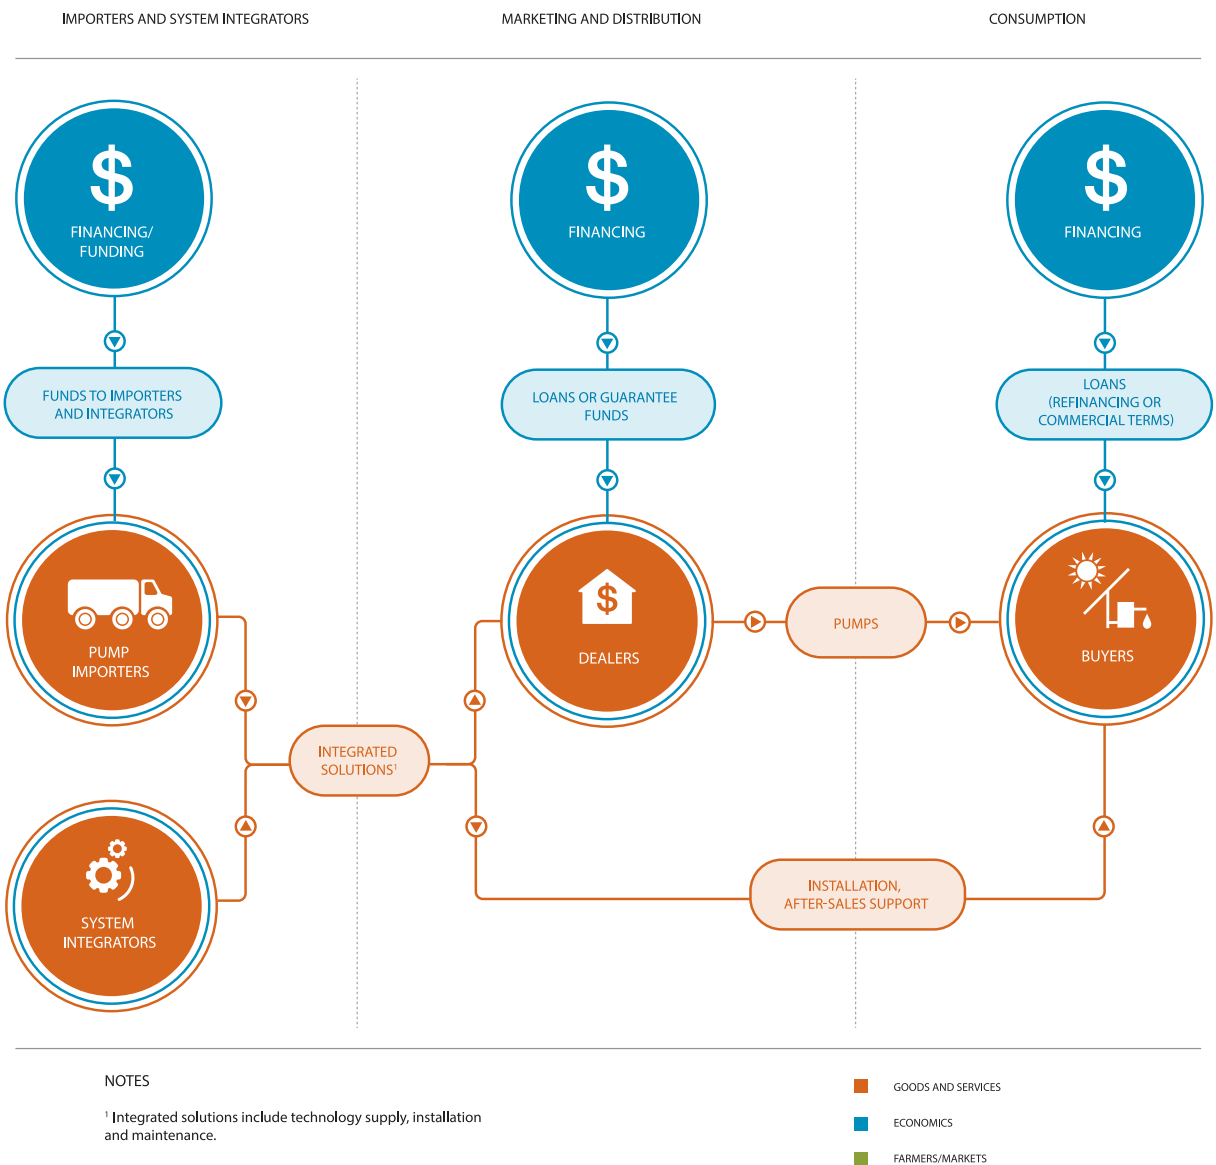 IMPORTERS AND SYSTEM INTEGRATORS
MARKETING AND DISTRIBUTION
CONSUMPTION
$
FINANCING/
FUNDING
$
FINANCING
$
FINANCING
FUNDS TO IMPORTERS
AND INTEGRATORS
LOANS OR GUARANTEE
FUNDS
LOANS
(REFINANCING OR
COMMERCIAL TERMS)
PUMP
IMPORTERS
$
DEALERS
PUMPS
BUYERS
INTEGRATED
SOLUTIONS¹
SYSTEM
INTEGRATORS
INSTALLATION,
AFTER-SALES SUPPORT
NOTES
¹ Integrated solutions include technology supply, installation
and maintenance.
GOODS AND SERVICES
ECONOMICS
FARMERS/MARKETS